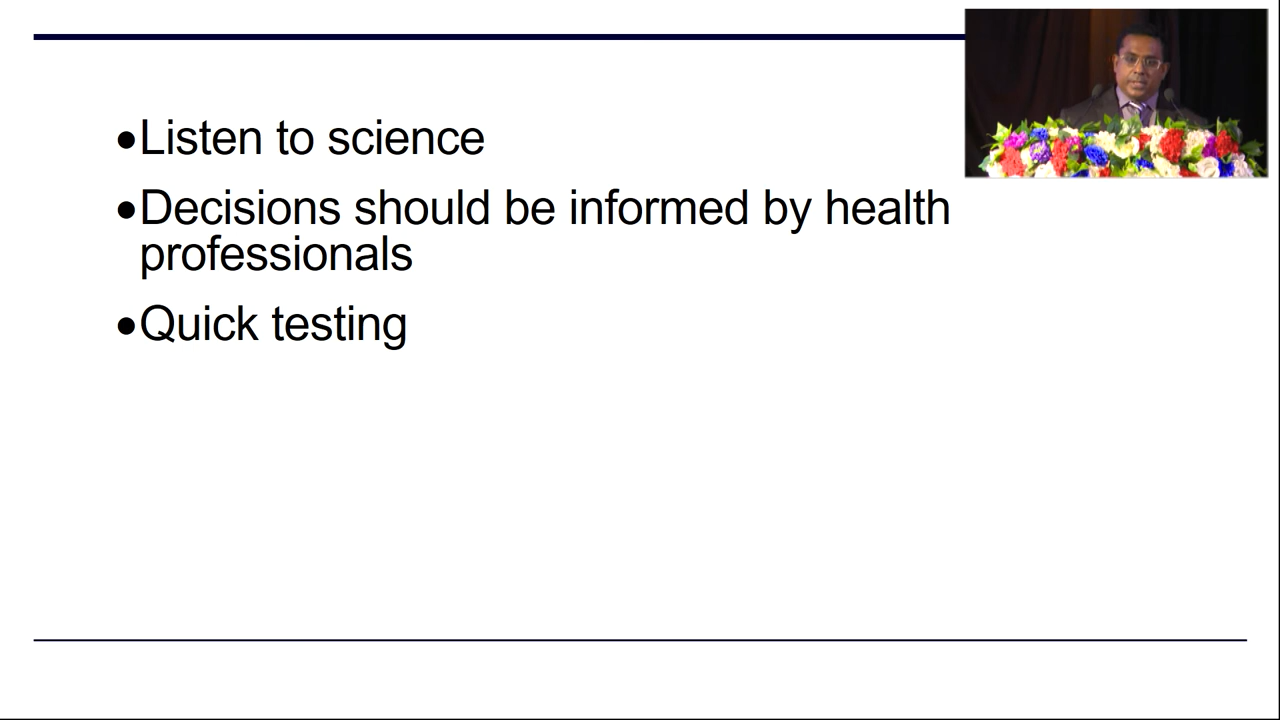 •Listen to science
•Decisions should be informed by health
professionals
•Quick testing